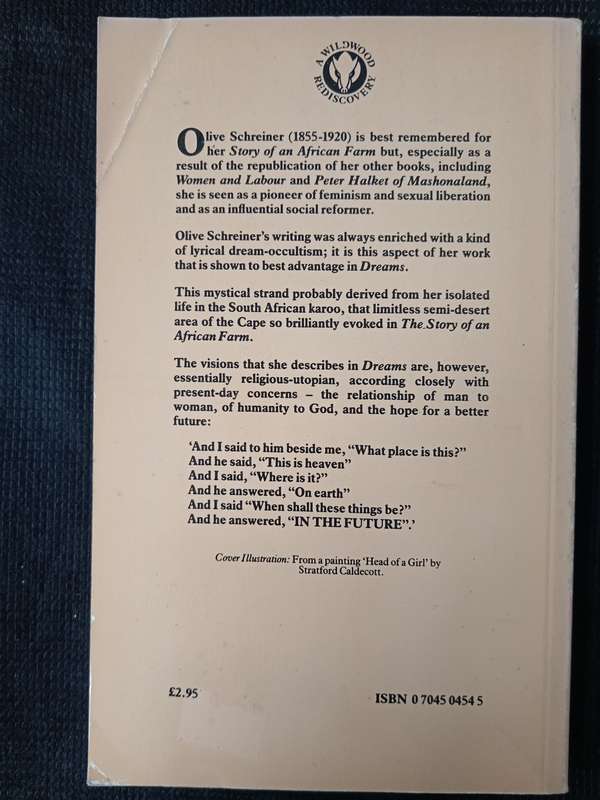 A WILDWOOD
REDISCOVERY
Olive Schreiner (1855-1920) is best remembered for
her Story of an African Farm but, especially as a
result of the republication of her other books, including
Women and Labour and Peter Halket of Mashonaland,
she is seen as a pioneer of feminism and sexual liberation
and as an influential social reformer.
Olive Schreiner's writing was always enriched with a kind
of lyrical dream-occultism; it is this aspect of her work
that is shown to best advantage in Dreams.
This mystical strand probably derived from her isolated
life in the South African karoo, that limitless semi-desert
area of the Cape so brilliantly evoked in The Story of an
African Farm.
The visions that she describes in Dreams are, however,
essentially religious-utopian, according closely with
present-day concerns – the relationship of man to
woman, of humanity to God, and the hope for a better
future:
'And I said to him beside me, "What place is this?"
And he said, "This is heaven"
And I said, "Where is it?"
And he answered, "On earth"
And I said "When shall these things be?"
And he answered, "IN THE FUTURE".'
Cover Illustration: From a painting 'Head of a Girl' by
Stratford Caldecott.
£2.95
ISBN 0 7045 0454 5